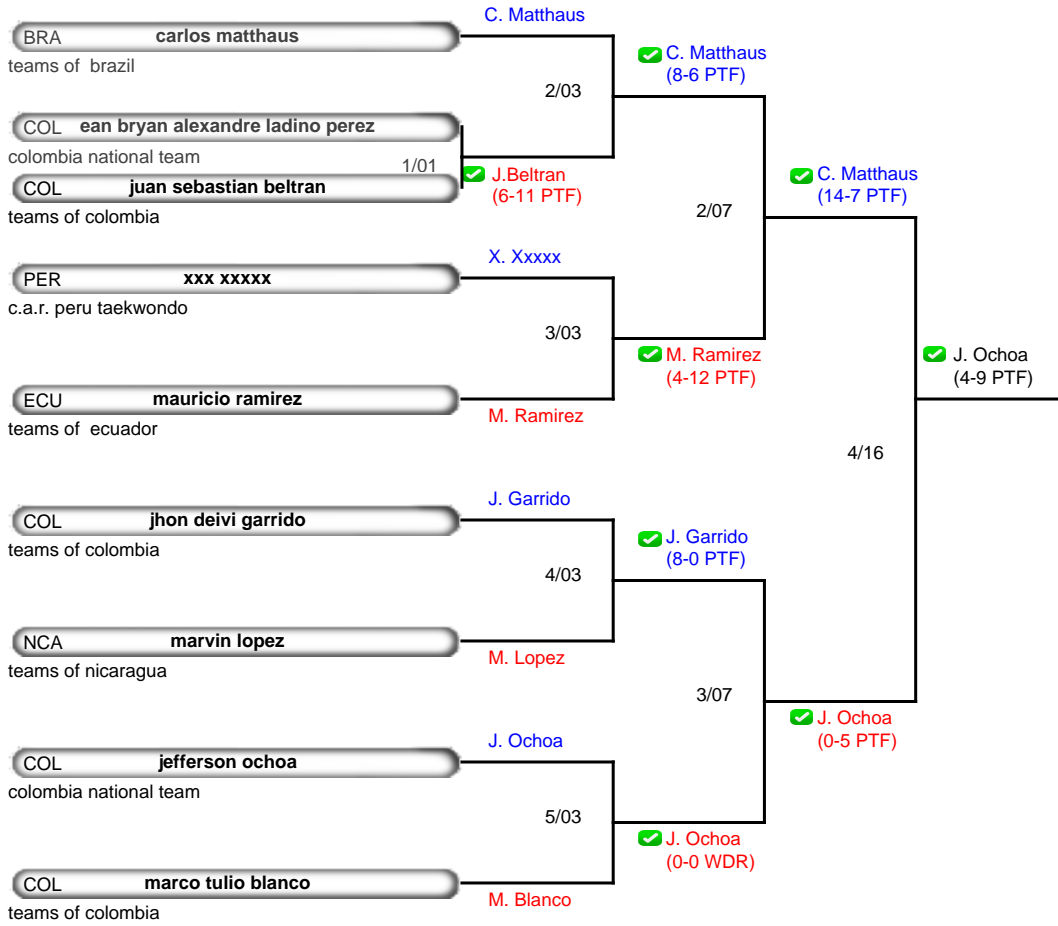 C. Matthaus
BRA carlos matthaus
teams of  brazil
2/03
C. Matthaus
(8-6 PTF)
COL ean bryan alexandre ladino perez
colombia national team
1/01
J.Beltran
(6-11 PTF)
COL juan sebastian beltran
teams of colombia
2/07
C. Matthaus
(14-7 PTF)
X. Xxxxx
PER xxx xxxxx
c.a.r. peru taekwondo
3/03
M. Ramirez
(4-12 PTF)
J. Ochoa
(4-9 PTF)
ECU mauricio ramirez
M. Ramirez
teams of  ecuador
4/16
J. Garrido
COL jhon deivi garrido
teams of colombia
4/03
J. Garrido
(8-0 PTF)
NCA marvin lopez
M. Lopez
teams of nicaragua
3/07
J. Ochoa
(0-5 PTF)
J. Ochoa
COL jefferson ochoa
colombia national team
5/03
J. Ochoa
(0-0 WDR)
COL marco tulio blanco
M. Blanco
teams of colombia